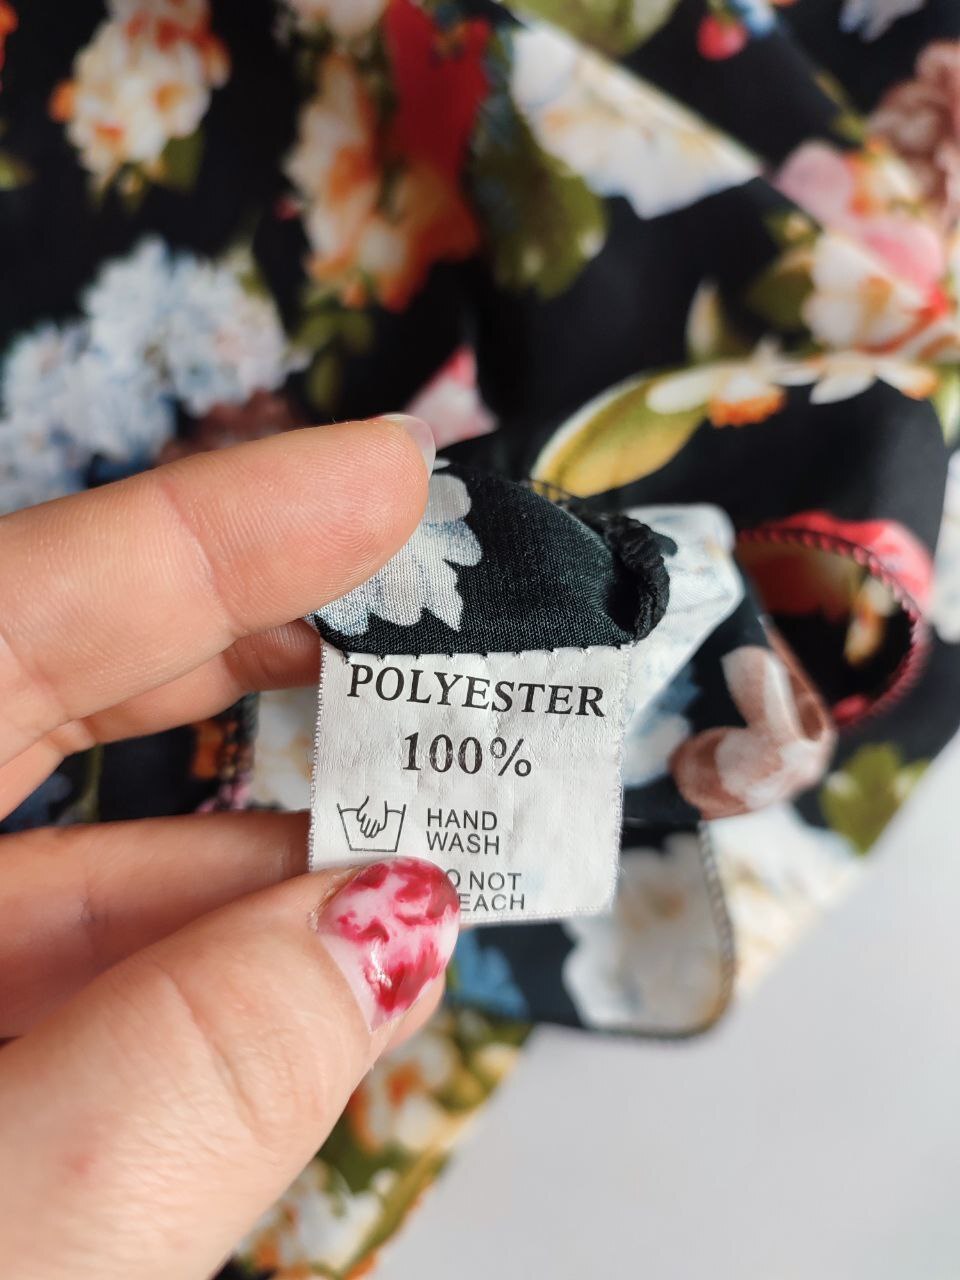 POLYESTER
100%
HAND
WASH
NOT